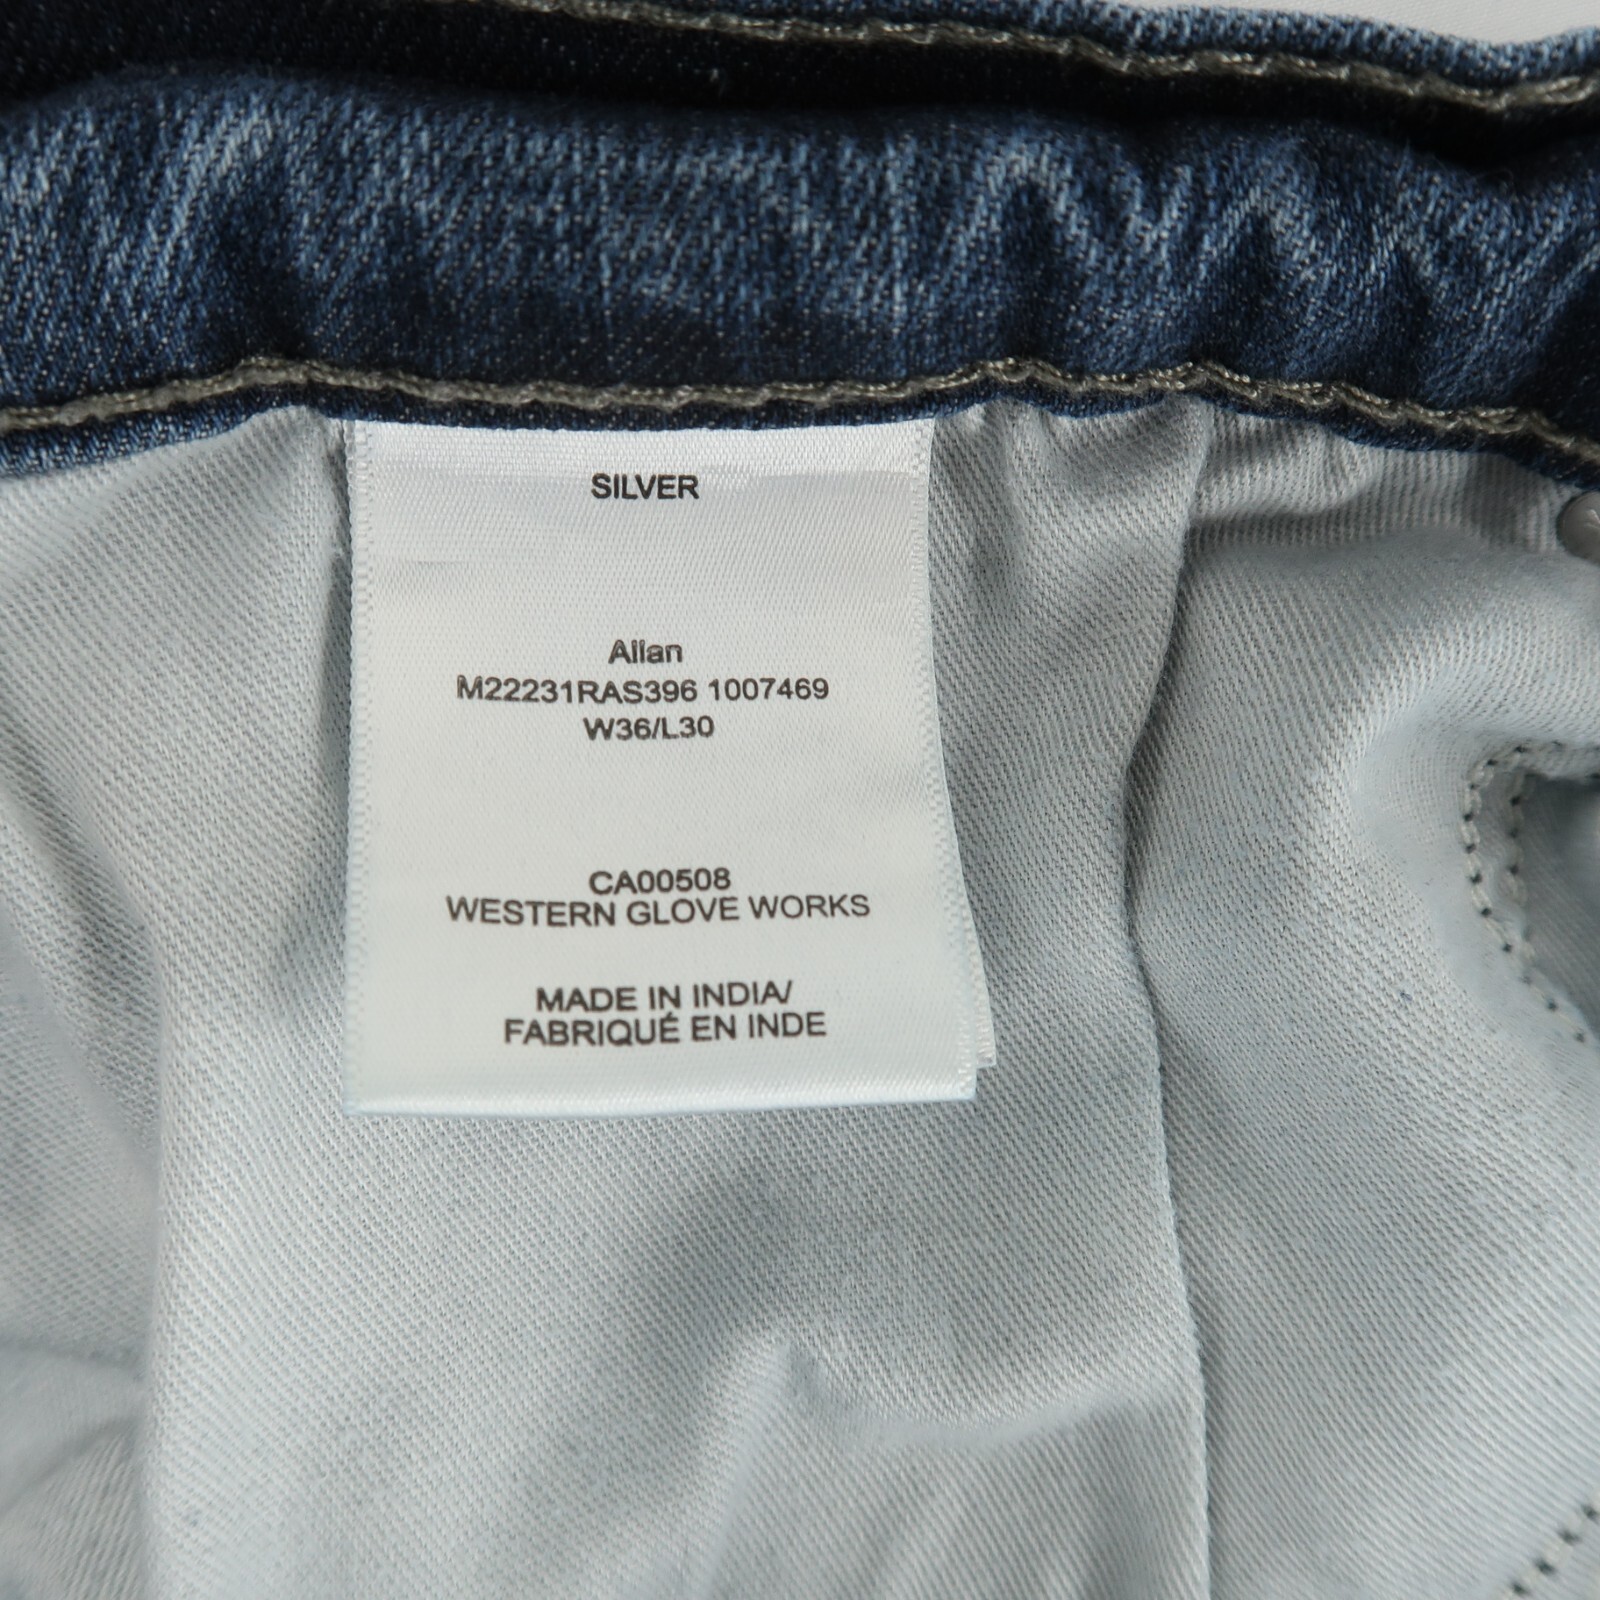 SILVER
Allan
M22231RAS396 1007469
W36/L30
CA00508
WESTERN GLOVE WORKS
MADE IN INDIA/
FABRIQUÉ EN INDE